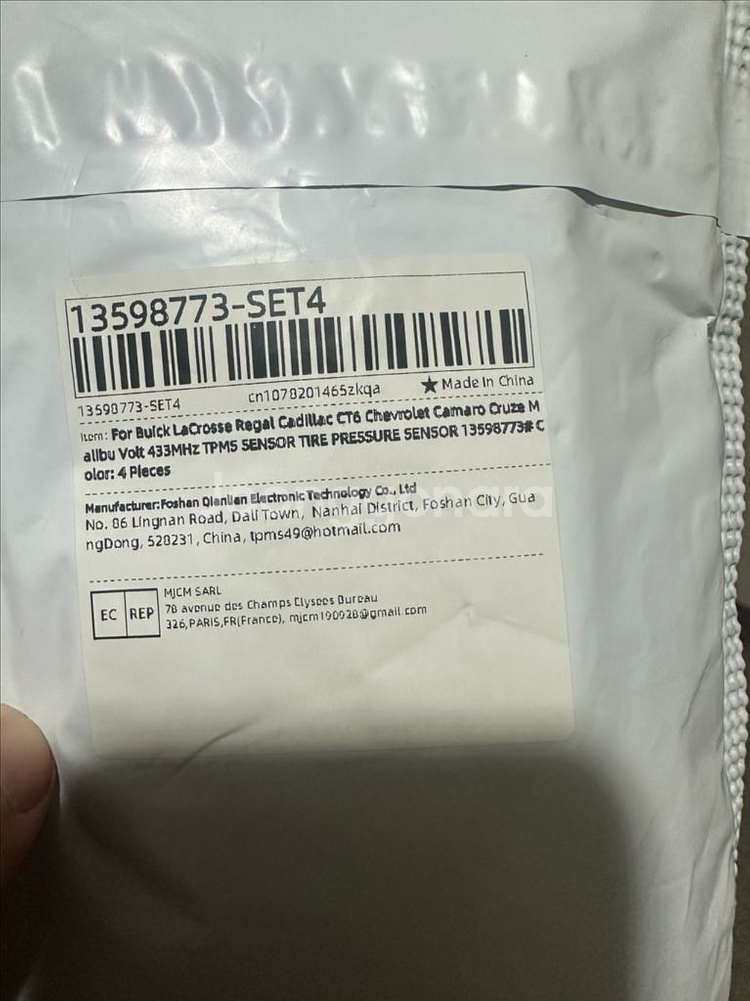 13598773-SET4
13598773-SET4 cn1078201465zkqa ★ Made In China
Item: For Buick LaCrosse Regal Cadillac CT6 Chevrolet Camaro Cruze M
alibu Volt 433MHz TPMS SENSOR TIRE PRESSURE SENSOR 13598773#C
olor: 4 Pieces
Manufacturer:Foshan Qianlian Electronic Technology Co., Ltd
No. 86 Lingnan Road, Dali Town, Nanhai District, Foshan City, Gua
ngDong, 528231, China, tpms49@hotmail.com
EC REP
MJCM SARL
78 avenue des Champs Elysees Bureau
326,PARIS,FR(France), mjcm190928@gmail.com